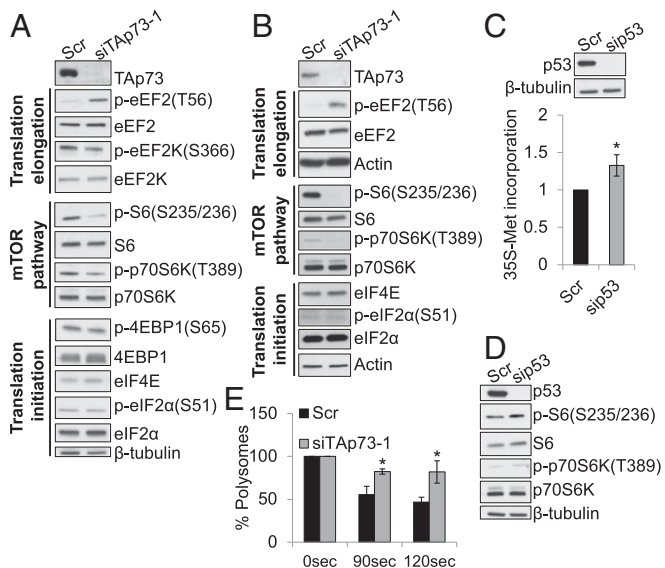 A
Scr
siTAp73-1
TAp73
p-eEF2(T56)
eEF2
p-eEF2K(S366)
eEF2K
Translation
elongation
p-S6(S235/236)
S6
p-p70S6K(T389)
p70S6K
mTOR
pathway
p-4EBP1(S65)
4EBP1
eIF4E
p-eIF2α(S51)
eIF2α
β-tubulin
Translation
initiation
B
Scr
siTAp73-1
TAp73
p-eEF2(T56)
eEF2
Actin
Translation
elongation
p-S6(S235/236)
S6
p-p70S6K(T389)
p70S6K
mTOR
pathway
eIF4E
p-eIF2α(S51)
eIF2α
Actin
Translation
initiation
C
Scr
sip53
p53
β-tubulin
35S-Met incorporation
2
1.5
1
0.5
0
*
Scr
sip53
D
Scr
sip53
p53
p-S6(S235/236)
S6
p-p70S6K(T389)
p70S6K
β-tubulin
E
Scr
siTAp73-1
% Polysomes
150
100
50
0
* *
0sec 90sec 120sec